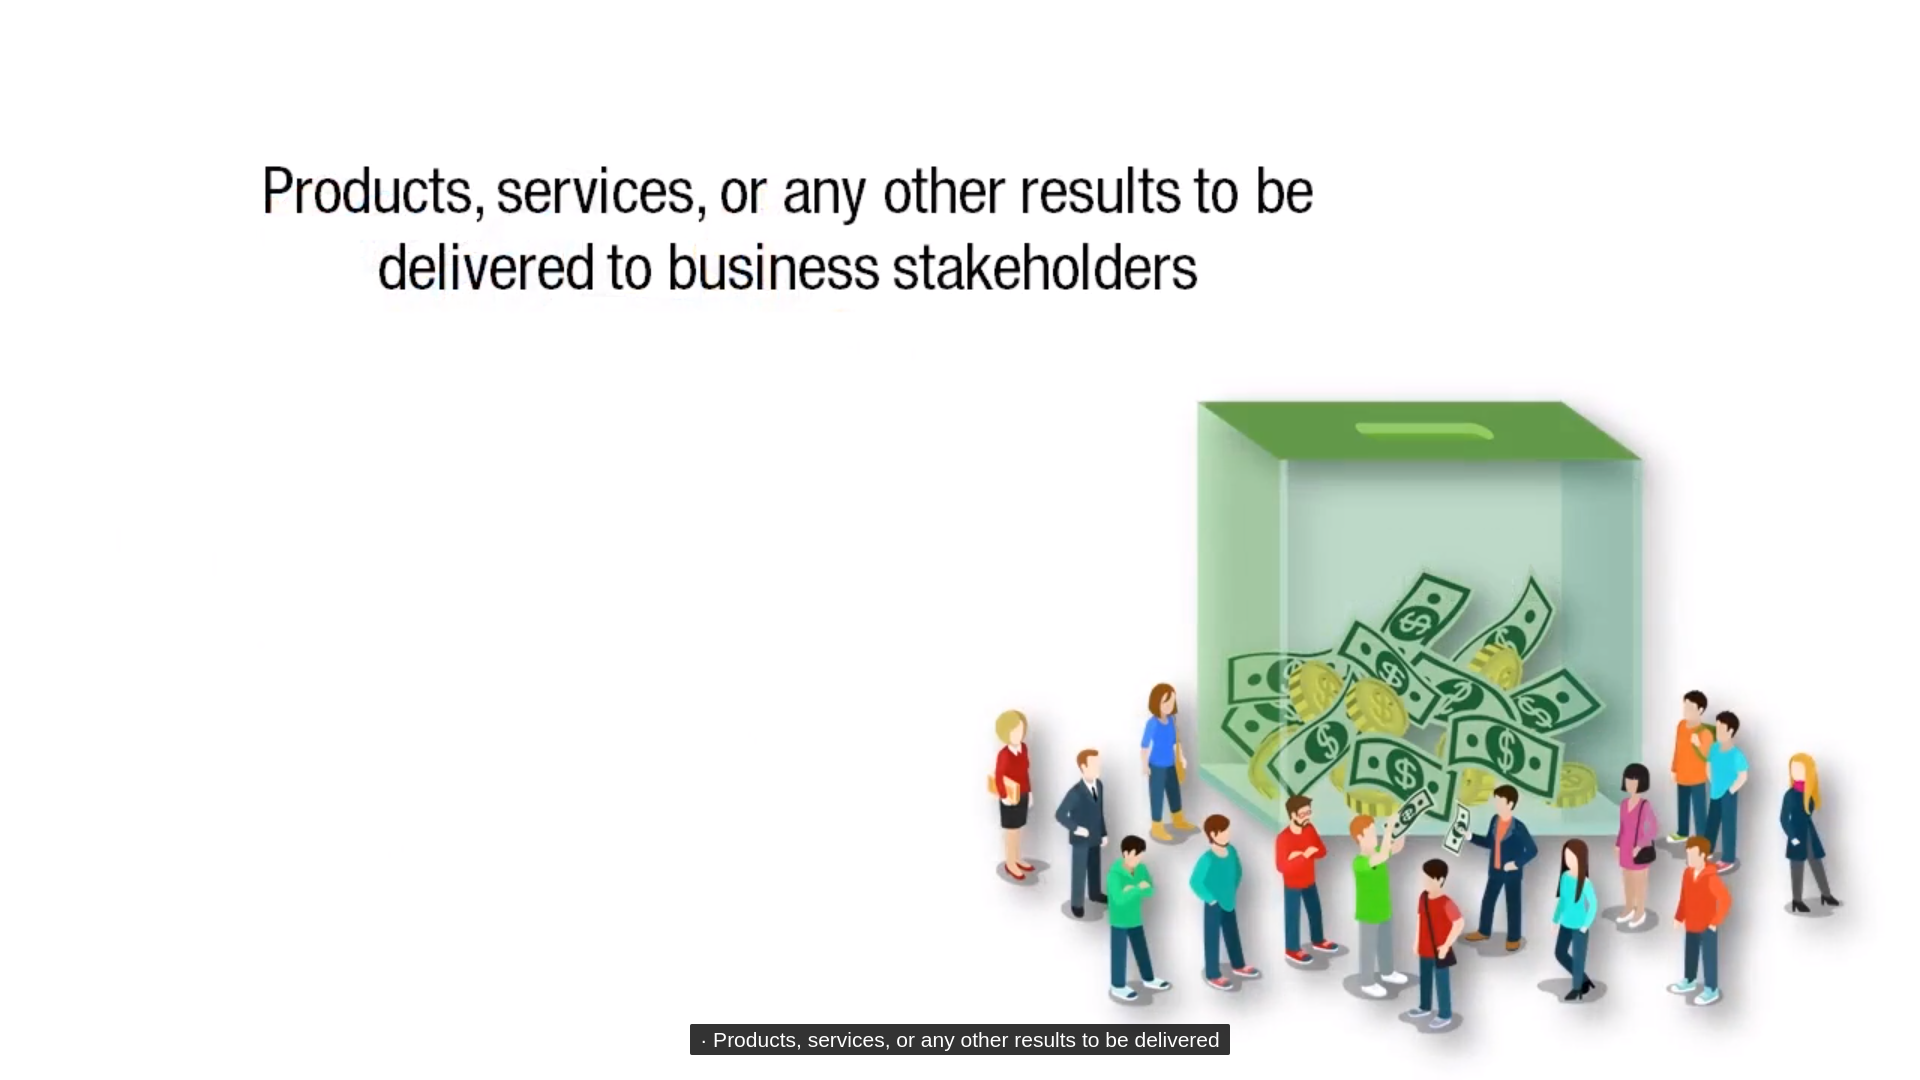 Products, services, or any other results to be
delivered to business stakeholders
· Products, services, or any other results to be delivered